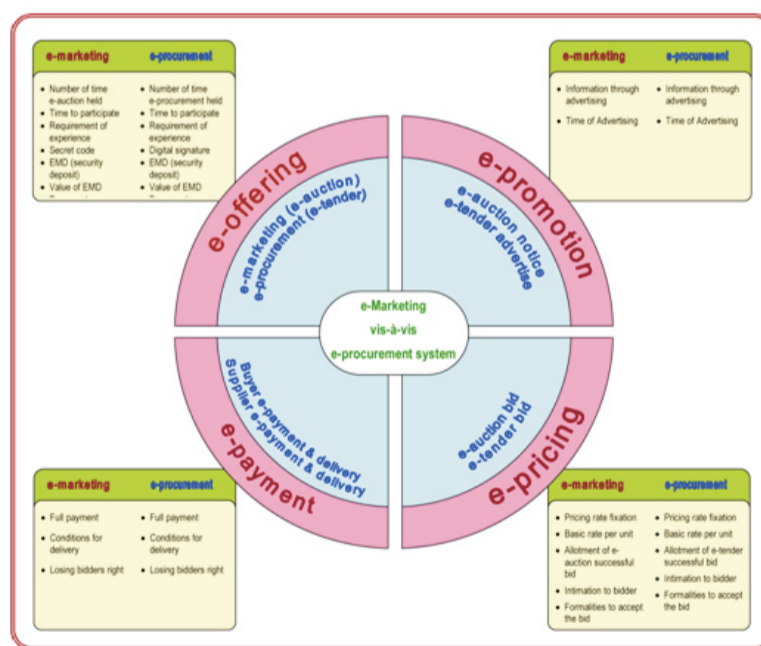 e-marketing e-procurement
Number of time
e-auction held
Time to participate
Requirement of
experience
Secret code
EMD (security
deposit)
Value of EMD
Number of time
e-procurement held
Time to participate
Requirement of
experience
Digital signature
EMD (security
deposit)
Value of EMD
e-marketing e-procurement
Information through
advertising
Time of Advertising
Information through
advertising
Time of Advertising
e-offering
e-marketing (e-auction)
e-procurement (e-tender)
e-promotion
e-auction notice
e-tender advertise
e-Marketing
vis-à-vis
e-procurement system
Buyer e-payment & delivery
Supplier e-payment & delivery
e-payment
e-auction bid
e-tender bid
e-pricing
e-marketing e-procurement
Full payment
Conditions for
delivery
Losing bidders right
Full payment
Conditions for
delivery
Losing bidders right
e-marketing e-procurement
Pricing rate fixation
Basic rate per unit
Allotment of e-
auction successful
bid
Intimation to bidder
Formalities to accept
the bid
Pricing rate fixation
Basic rate per unit
Allotment of e-tender
successful bid
Intimation to bidder
Formalities to accept
the bid